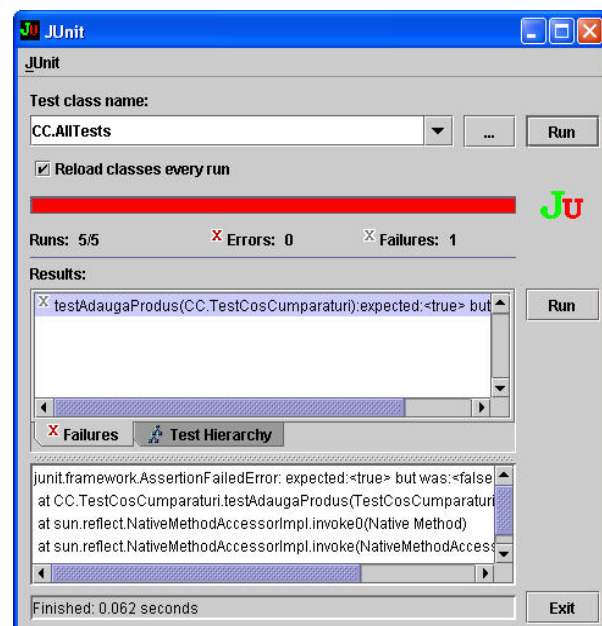 JU JUnit
JUnit
Test class name:
CC.AllTests
... Run
Reload classes every run
JU
Runs: 5/5 X Errors: 0 X Failures: 1
Results:
X testAdaugaProdus(CC.TestCosCumparaturi):expected:<true> but
Run
X Failures Test Hierarchy
junit.framework.AssertionFailedError: expected:<true> but was:<false
at CC.TestCosCumparaturi.testAdaugaProdus(TestCosCumparaturi
at sun.reflect.NativeMethodAccessorImpl.invoke0(Native Method)
at sun.reflect.NativeMethodAccessorImpl.invoke(NativeMethodAccess
Finished: 0.062 seconds Exit